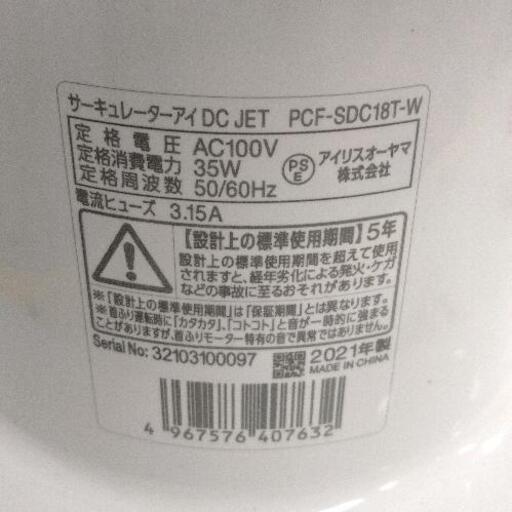 サーキュレーターアイ DC JET PCF-SDC18T-W
定格電圧 AC100V
定格消費電力 35W
定格周波数 50/60Hz
PSE アイリスオーヤマ
株式会社
電流ヒューズ 3.15A
【設計上の標準使用期間】5年
設計上の標準使用期間を超えて使用
されますと、経年劣化による発火・ケガ
などの事故に至るおそれがあります。
※「設計上の標準使用期間」は「保証期間」とは異なります。
※首ふり運転時に「カタカタ」、「コトコト」と音が一時的に強まる
ことがありますが、首ふりモーター特有の音で異常ではありません。
Serial No: 32103100097
2021年製
MADE IN CHINA
4 967576 407632